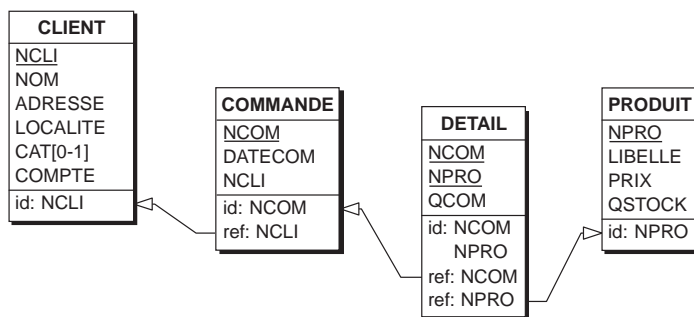 CLIENT
NCLI
NOM
ADRESSE
LOCALITE
CAT[0-1]
COMPTE
id: NCLI
COMMANDE
NCOM
DATECOM
NCLI
id: NCOM
ref: NCLI
DETAIL
NCOM
NPRO
QCOM
id: NCOM
NPRO
ref: NCOM
ref: NPRO
PRODUIT
NPRO
LIBELLE
PRIX
QSTOCK
id: NPRO